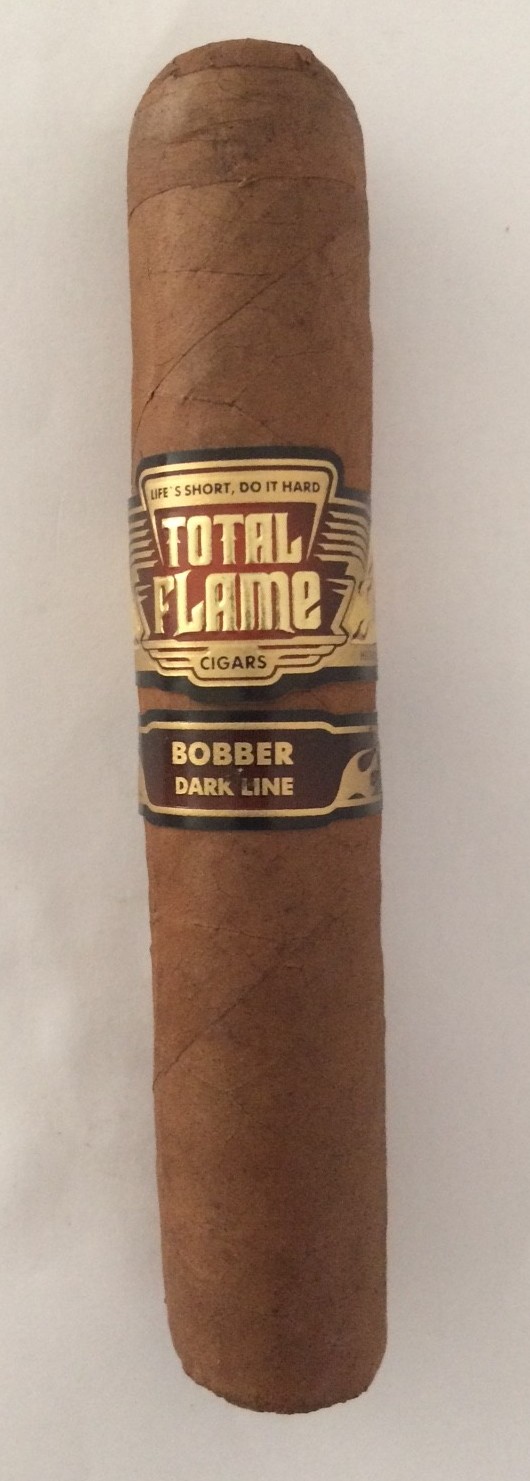 LIFE`S SHORT, DO IT HARD
TOTAL
FLAME
CIGARS
BOBBER
DARK LINE